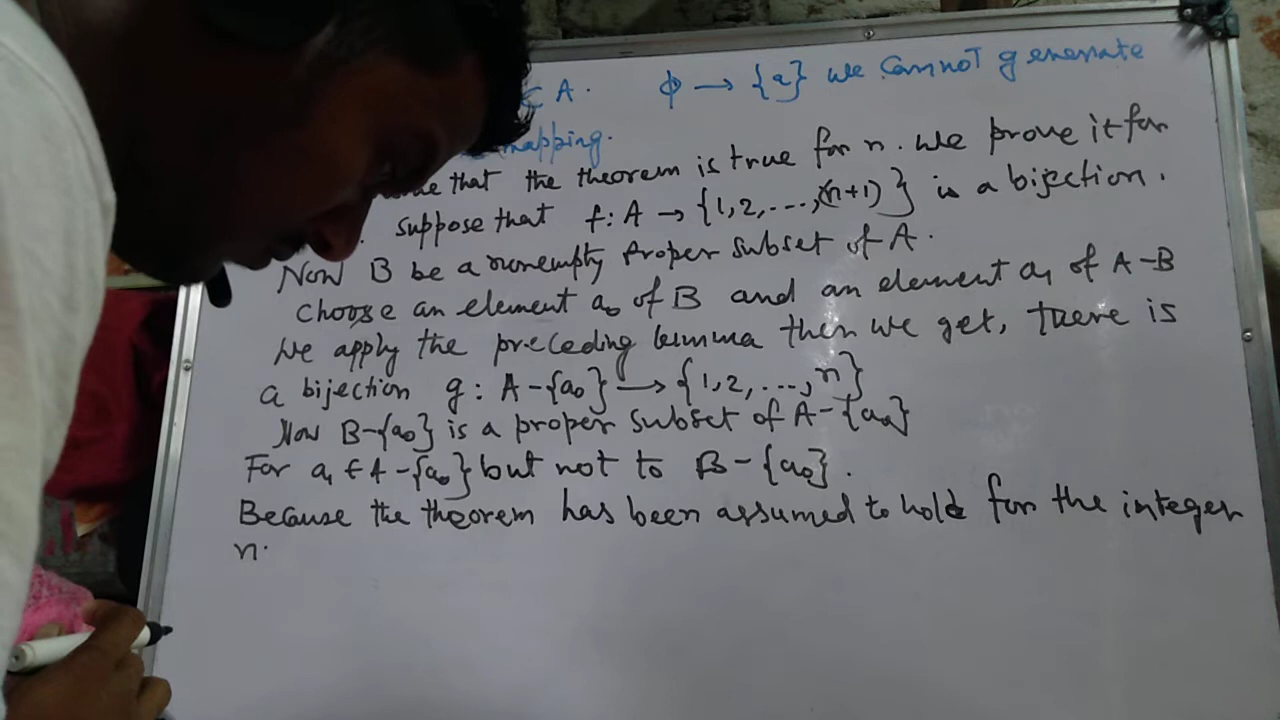 A. ϕ → {a} we cannot generate
mapping.
that the theorem is true for n. We prove it for
suppose that f: A → {1,2,....,(n+1)} is a bijection.
Now B be a nonempty proper subset of A.
Choose an element a₀ of B and an element a₁ of A-B
We apply the preceding lemma then we get, there is
a bijection g: A-{a₀} → {1,2,....,n}
Now B-{a₀} is a proper subset of A-{a₀}
For a₁ ∈ A-{a₀} but not to B-{a₀}.
Because the theorem has been assumed to hold for the integer
n.